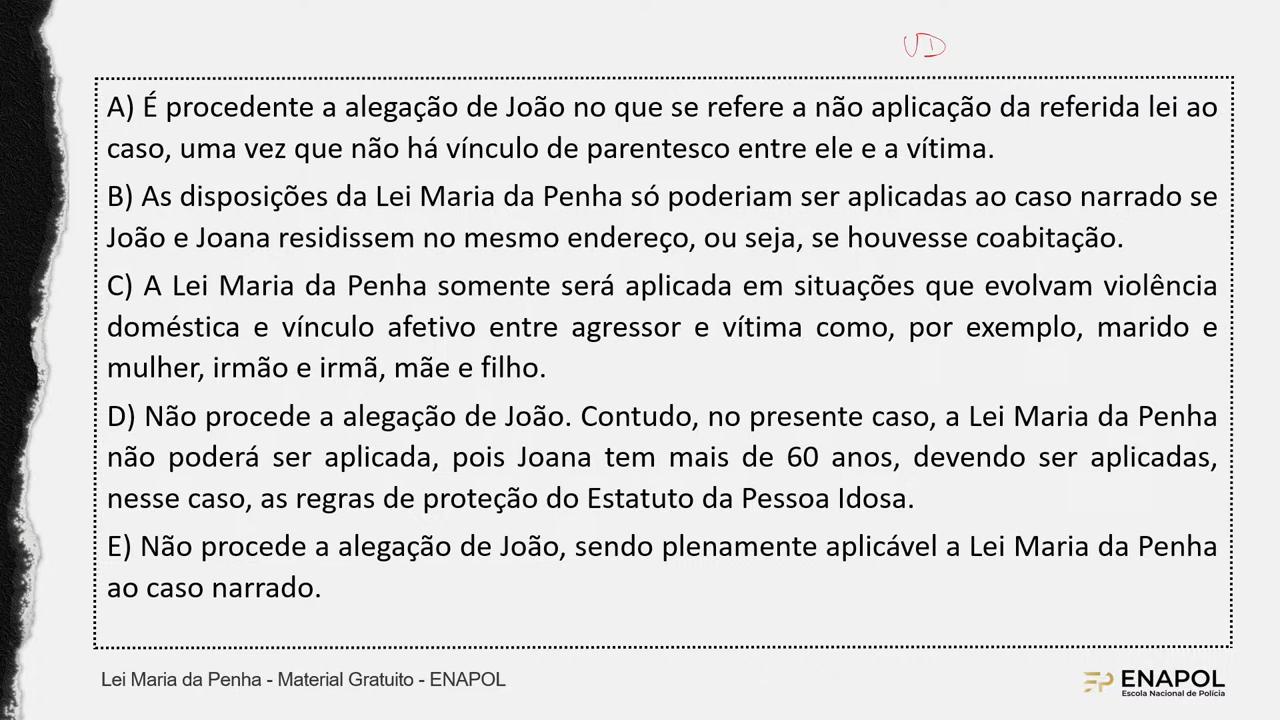 VD
A) É procedente a alegação de João no que se refere a não aplicação da referida lei ao
caso, uma vez que não há vínculo de parentesco entre ele e a vítima.
B) As disposições da Lei Maria da Penha só poderiam ser aplicadas ao caso narrado se
João e Joana residissem no mesmo endereço, ou seja, se houvesse coabitação.
C) A Lei Maria da Penha somente será aplicada em situações que evolvam violência
doméstica e vínculo afetivo entre agressor e vítima como, por exemplo, marido e
mulher, irmão e irmã, mãe e filho.
D) Não procede a alegação de João. Contudo, no presente caso, a Lei Maria da Penha
não poderá ser aplicada, pois Joana tem mais de 60 anos, devendo ser aplicadas,
nesse caso, as regras de proteção do Estatuto da Pessoa Idosa.
E) Não procede a alegação de João, sendo plenamente aplicável a Lei Maria da Penha
ao caso narrado.
Lei Maria da Penha - Material Gratuito - ENAPOL
ENAPOL
Escola Nacional de Polícia